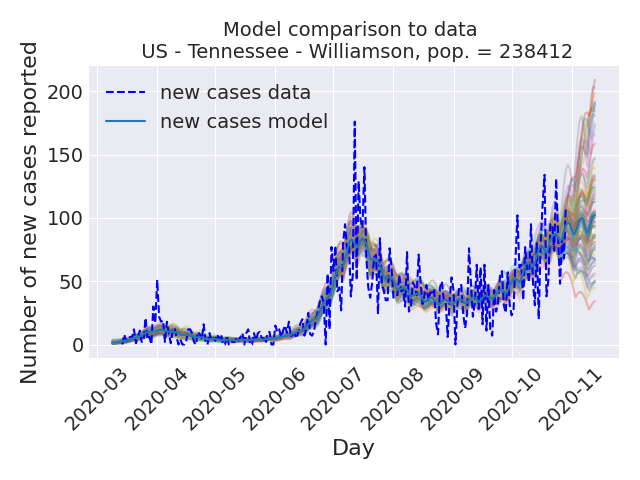 Model comparison to data
US - Tennessee - Williamson, pop. = 238412
Number of new cases reported
200
150
100
50
0
new cases data
new cases model
2020-03
2020-04
2020-05
2020-06
2020-07
2020-08
2020-09
2020-10
2020-11
Day